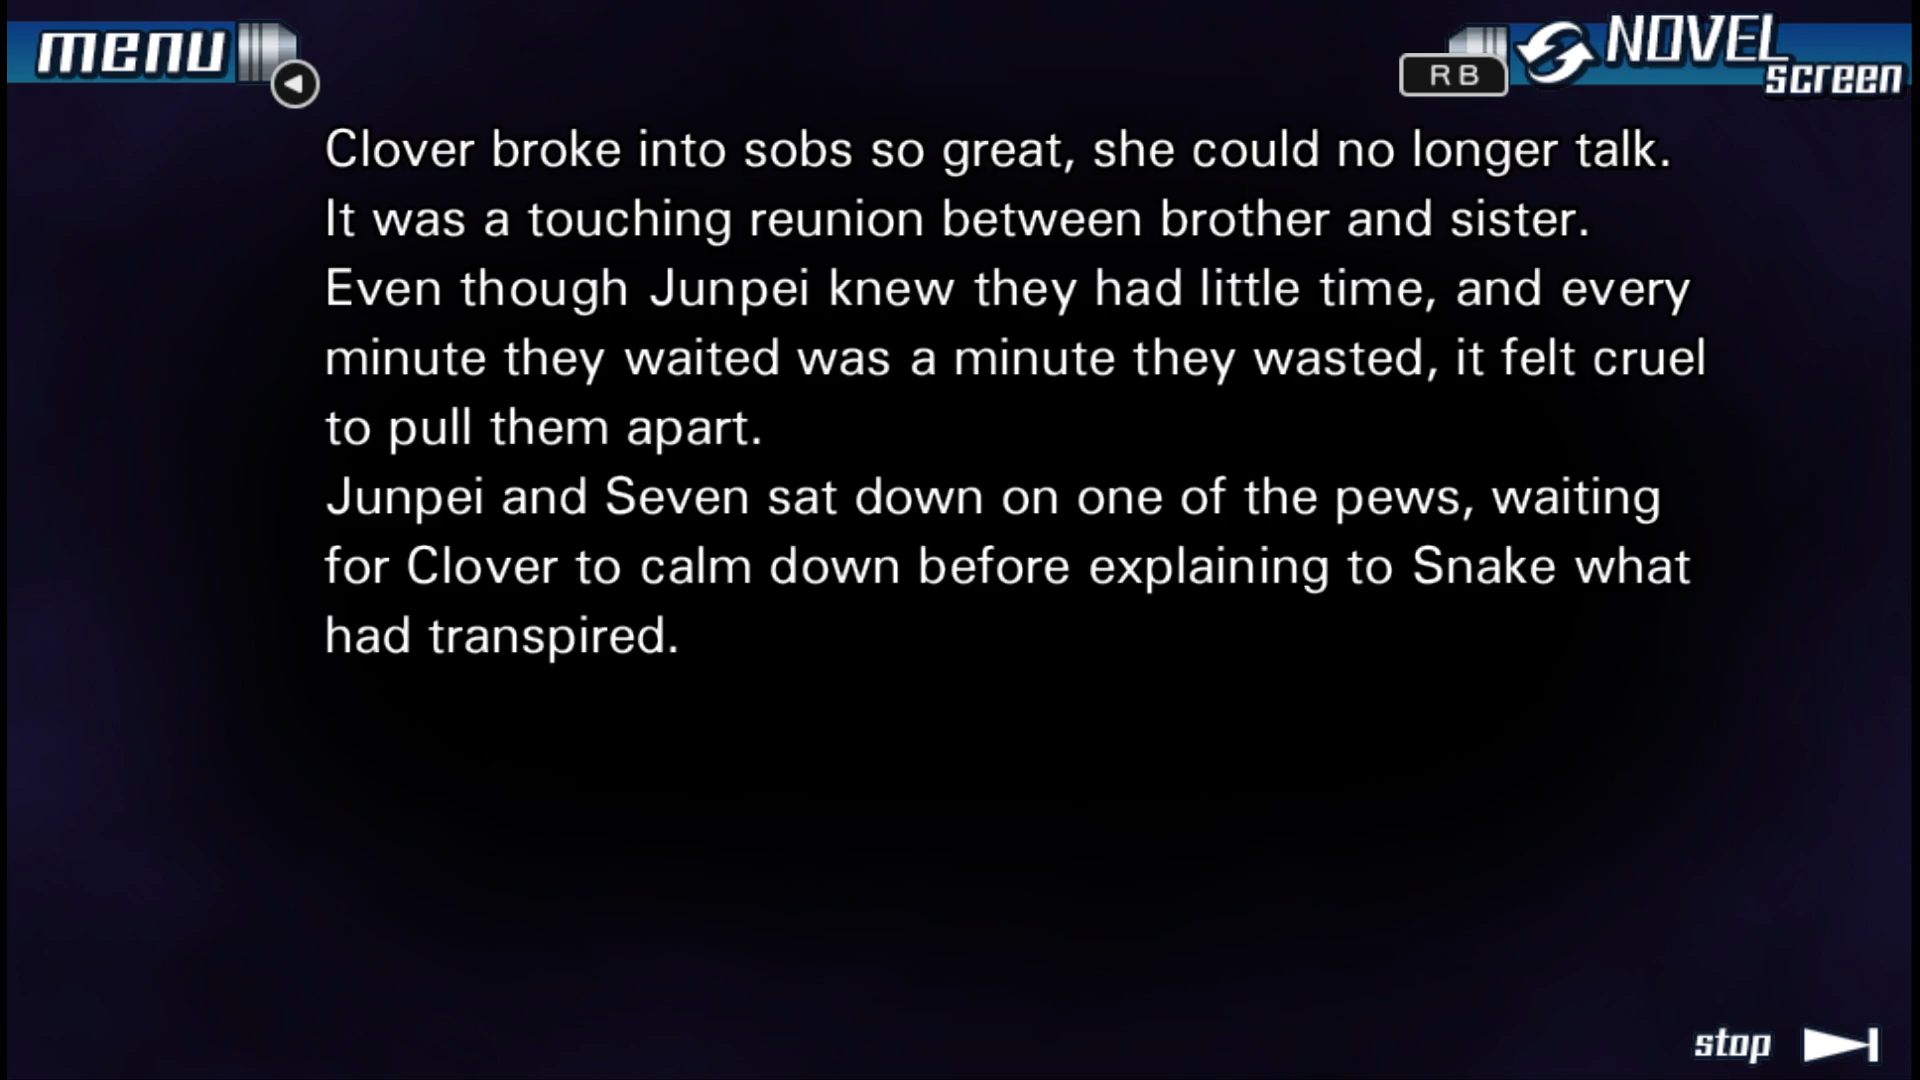 menu
RB
NOVEL
screen
Clover broke into sobs so great, she could no longer talk.
It was a touching reunion between brother and sister.
Even though Junpei knew they had little time, and every
minute they waited was a minute they wasted, it felt cruel
to pull them apart.
Junpei and Seven sat down on one of the pews, waiting
for Clover to calm down before explaining to Snake what
had transpired.
stop